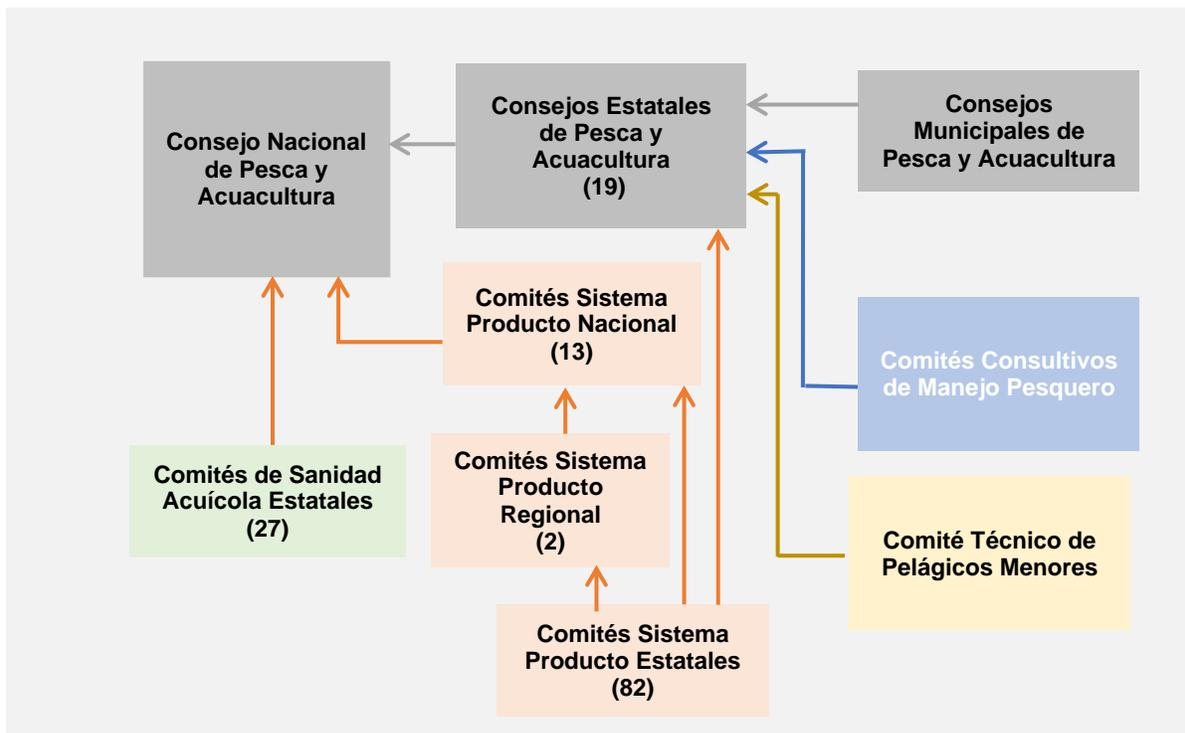 Consejo Nacional
de Pesca y
Acuacultura
Consejos Estatales
de Pesca y
Acuacultura
(19)
Consejos
Municipales de
Pesca y Acuacultura
Comités Sistema
Producto Nacional
(13)
Comités Consultivos
de Manejo Pesquero
Comités de Sanidad
Acuícola Estatales
(27)
Comités Sistema
Producto
Regional
(2)
Comité Técnico de
Pelágicos Menores
Comités Sistema
Producto Estatales
(82)